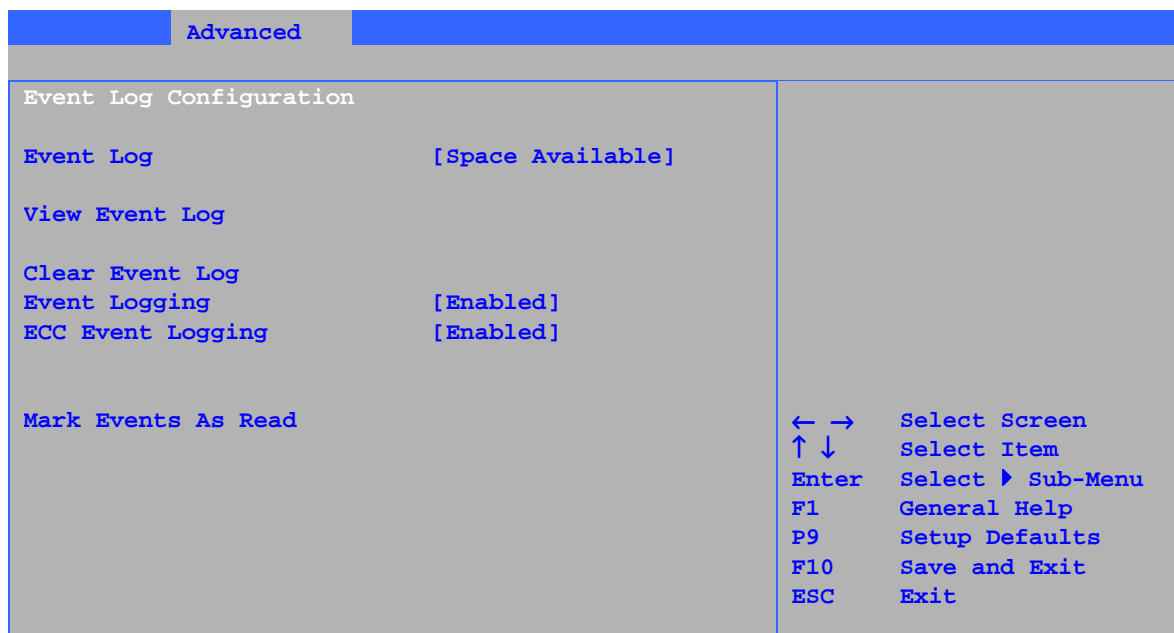 Advanced
Event Log Configuration
Event Log [Space Available]
View Event Log
Clear Event Log
Event Logging [Enabled]
ECC Event Logging [Enabled]
Mark Events As Read
← → Select Screen
↑ ↓ Select Item
Enter Select ▶ Sub-Menu
F1 General Help
P9 Setup Defaults
F10 Save and Exit
ESC Exit